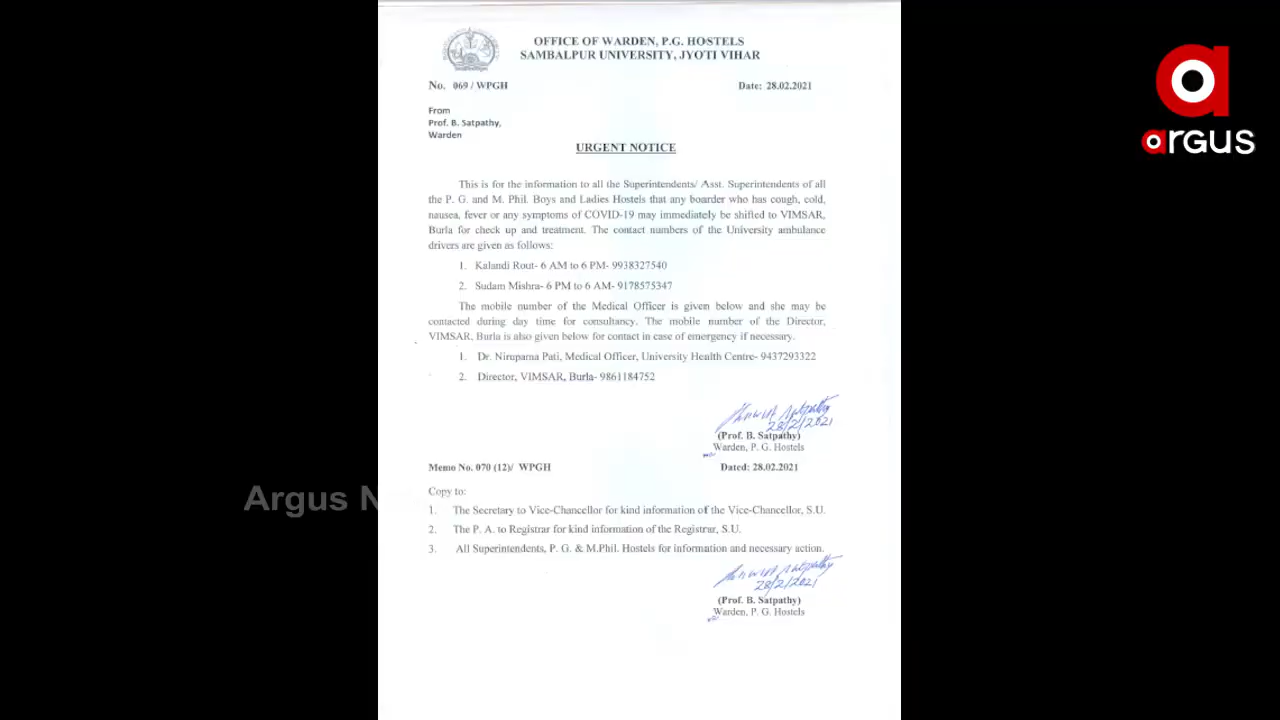 OFFICE OF WARDEN, P.G. HOSTELS
SAMBALPUR UNIVERSITY, JYOTI VIHAR
No. 069 / WPGH
Date: 28.02.2021
From
Prof. B. Satpathy,
Warden
URGENT NOTICE
This is for the information to all the Superintendents/ Asst. Superintendents of all
the P. G. and M. Phil. Boys and Ladies Hostels that any boarder who has cough, cold,
nausea, fever or any symptoms of COVID-19 may immediately be shifted to VIMSAR,
Burla for check up and treatment. The contact numbers of the University ambulance
drivers are given as follows:
1. Kalandi Rout- 6 AM to 6 PM- 9938327540
2. Sudam Mishra- 6 PM to 6 AM- 9178575347
The mobile number of the Medical Officer is given below and she may be
contacted during day time for consultancy. The mobile number of the Director,
VIMSAR, Burla is also given below for contact in case of emergency if necessary.
1. Dr. Nirupama Pati, Medical Officer, University Health Centre- 9437293322
2. Director, VIMSAR, Burla- 9861184752
Satpathy
28/2/2021
(Prof. B. Satpathy)
Warden, P. G. Hostels
Memo No. 070 (12)/ WPGH
Dated: 28.02.2021
Copy to:
1. The Secretary to Vice-Chancellor for kind information of the Vice-Chancellor, S.U.
2. The P. A. to Registrar for kind information of the Registrar, S.U.
3. All Superintendents, P. G. & M.Phil. Hostels for information and necessary action.
Satpathy
28/2/2021
(Prof. B. Satpathy)
Warden, P. G. Hostels
argus
Argus N